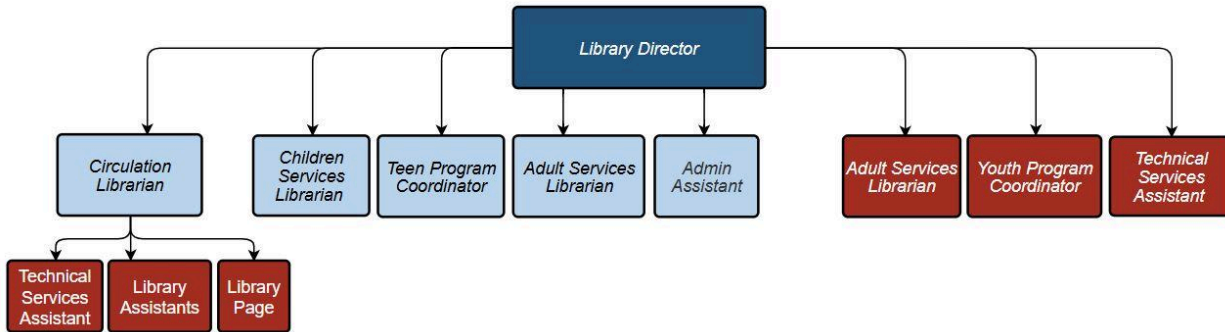 Library Director
Circulation
Librarian
Children
Services
Librarian
Teen Program
Coordinator
Adult Services
Librarian
Admin
Assistant
Adult Services
Librarian
Youth Program
Coordinator
Technical
Services
Assistant
Technical
Services
Assistant
Library
Assistants
Library
Page